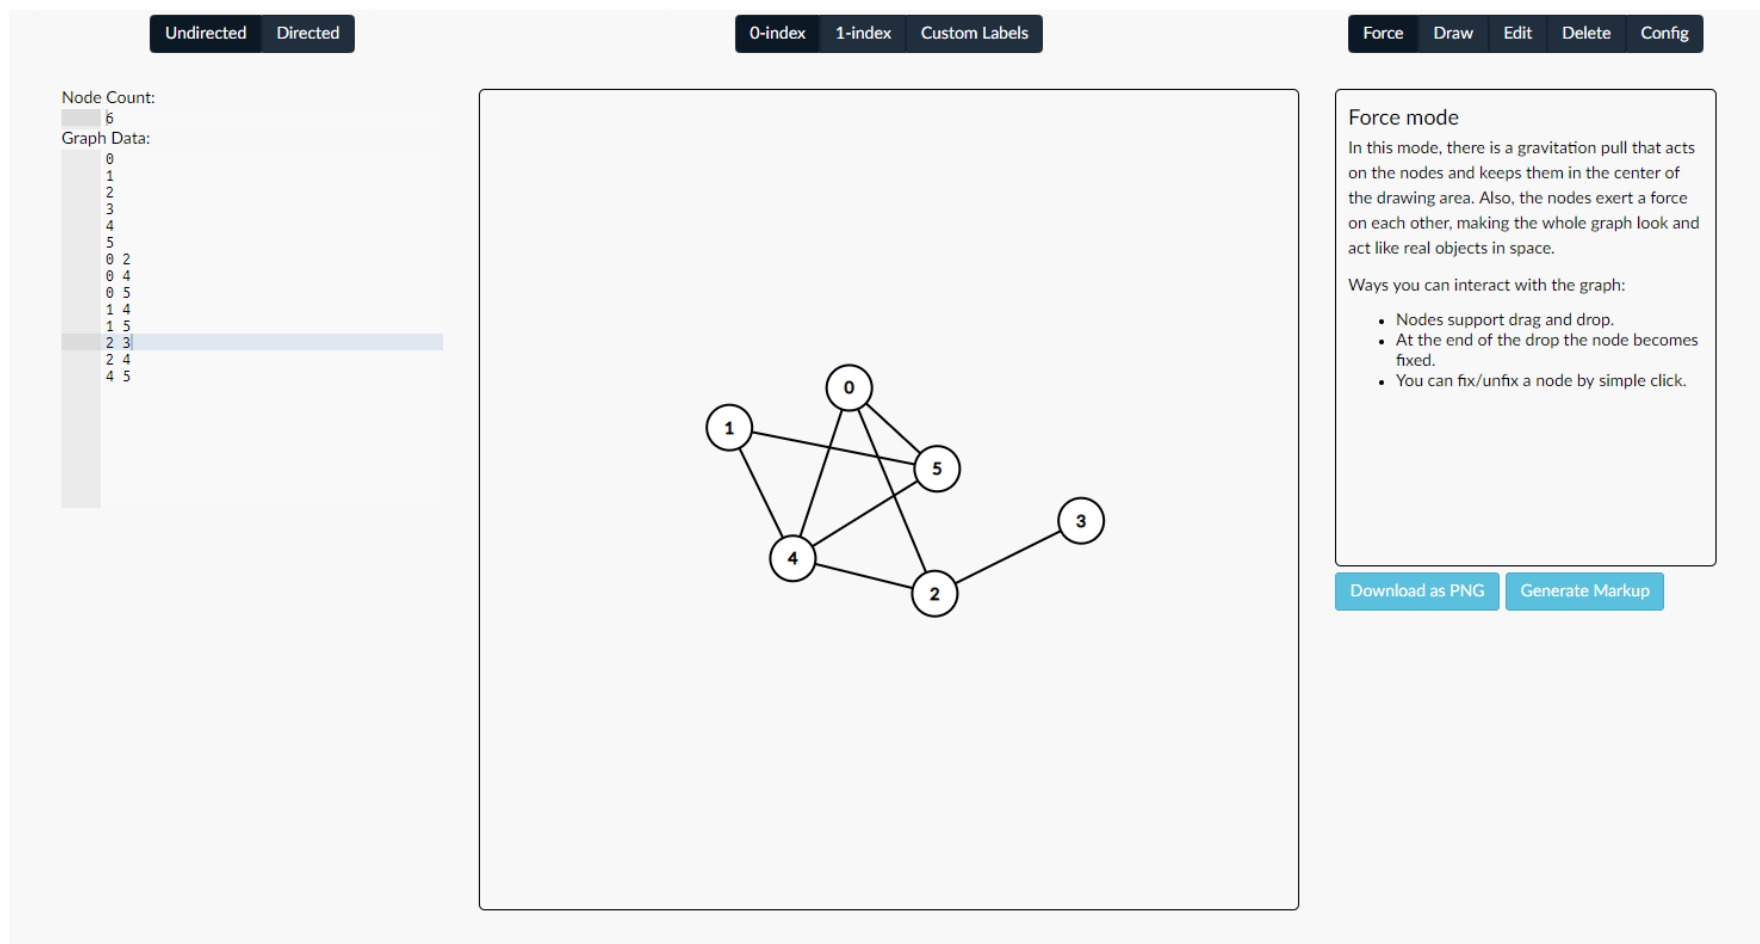 Undirected Directed
0-index 1-index Custom Labels
Force Draw Edit Delete Config
Node Count:
6
Graph Data:
0
1
2
3
4
5
0 2
0 4
0 5
1 4
1 5
2 3
2 4
4 5
0
1
5
3
4
2
Force mode
In this mode, there is a gravitation pull that acts
on the nodes and keeps them in the center of
the drawing area. Also, the nodes exert a force
on each other, making the whole graph look and
act like real objects in space.
Ways you can interact with the graph:
• Nodes support drag and drop.
• At the end of the drop the node becomes
fixed.
• You can fix/unfix a node by simple click.
Download as PNG Generate Markup